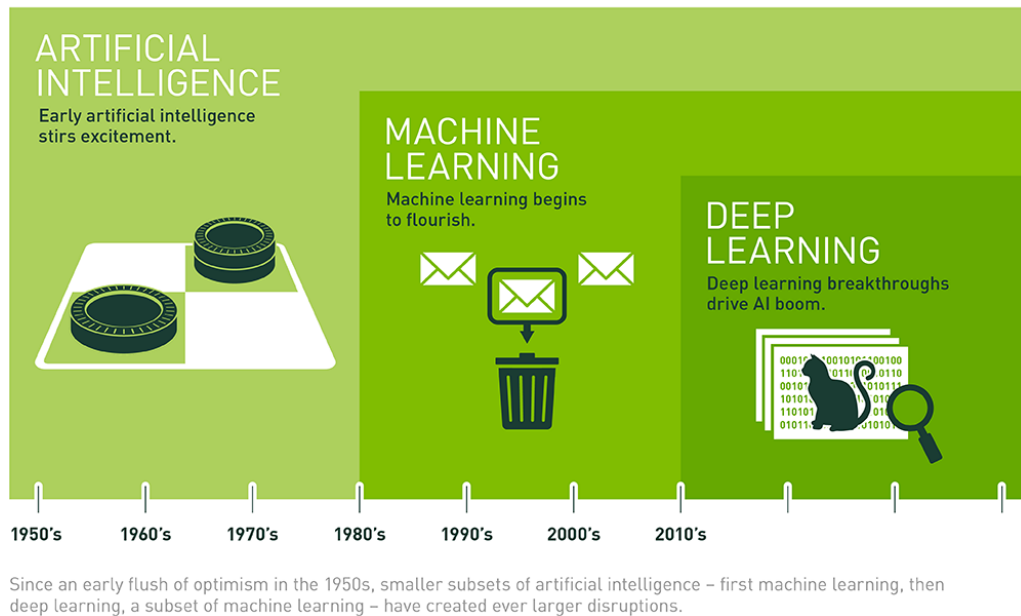 ARTIFICIAL
INTELLIGENCE
Early artificial intelligence
stirs excitement.
MACHINE
LEARNING
Machine learning begins
to flourish.
DEEP
LEARNING
Deep learning breakthroughs
drive AI boom.
1950's
1960's
1970's
1980's
1990's
2000's
2010's
Since an early flush of optimism in the 1950s, smaller subsets of artificial intelligence – first machine learning, then
deep learning, a subset of machine learning – have created ever larger disruptions.